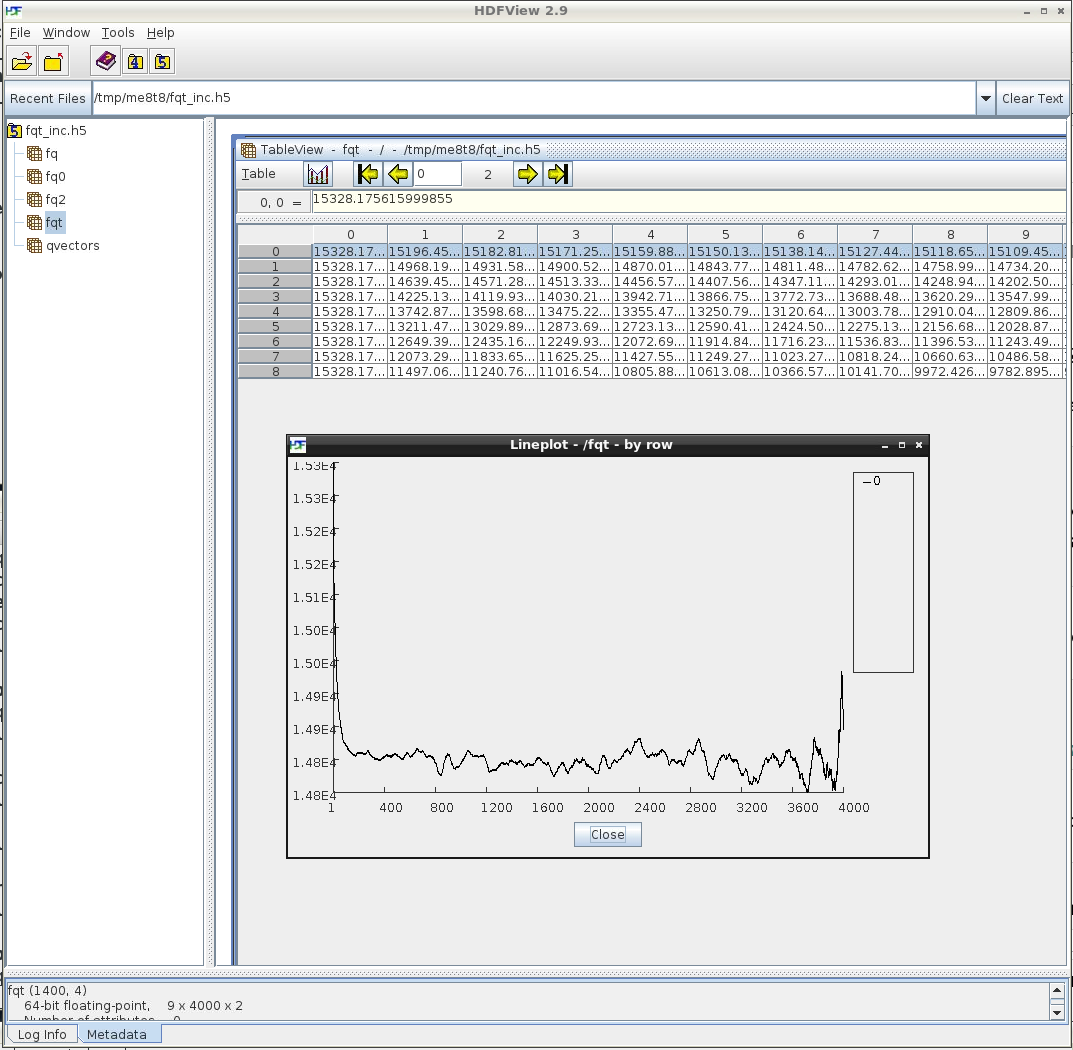 HDFView 2.9
File Window Tools Help
4 5
Recent Files /tmp/me8t8/fqt_inc.h5 Clear Text
5 fqt_inc.h5
fq
fq0
fq2
fqt
qvectors
TableView - fqt - / - /tmp/me8t8/fqt_inc.h5
Table 0 2
0, 0 = 15328.175615999855
0 1 2 3 4 5 6 7 8 9
0 15328.17... 15196.45... 15182.81... 15171.25... 15159.88... 15150.13... 15138.14... 15127.44... 15118.65... 15109.45...
1 15328.17... 14968.19... 14931.58... 14900.52... 14870.01... 14843.77... 14811.48... 14782.62... 14758.99... 14734.20...
2 15328.17... 14639.45... 14571.28... 14513.33... 14456.57... 14407.56... 14347.11... 14293.01... 14248.94... 14202.50...
3 15328.17... 14225.13... 14119.93... 14030.21... 13942.71... 13866.75... 13772.73... 13688.48... 13620.29... 13547.99...
4 15328.17... 13742.87... 13598.68... 13475.22... 13355.47... 13250.79... 13120.64... 13003.78... 12910.04... 12809.86...
5 15328.17... 13211.47... 13029.89... 12873.69... 12723.13... 12590.41... 12424.50... 12275.13... 12156.68... 12028.87...
6 15328.17... 12649.39... 12435.16... 12249.93... 12072.69... 11914.84... 11716.23... 11536.83... 11396.53... 11243.49...
7 15328.17... 12073.29... 11833.65... 11625.25... 11427.55... 11249.27... 11023.27... 10818.24... 10660.63... 10486.58...
8 15328.17... 11497.06... 11240.76... 11016.54... 10805.88... 10613.08... 10366.57... 10141.70... 9972.426... 9782.895...
Lineplot - /fqt - by row
1.53E4
1.53E4
1.52E4
1.52E4
1.51E4
1.50E4
1.50E4
1.49E4
1.49E4
1.48E4
1.48E4
1 400 800 1200 1600 2000 2400 2800 3200 3600 4000
0
Close
fqt (1400, 4)
64-bit floating-point, 9 x 4000 x 2
Number of attributes 0
Log Info Metadata